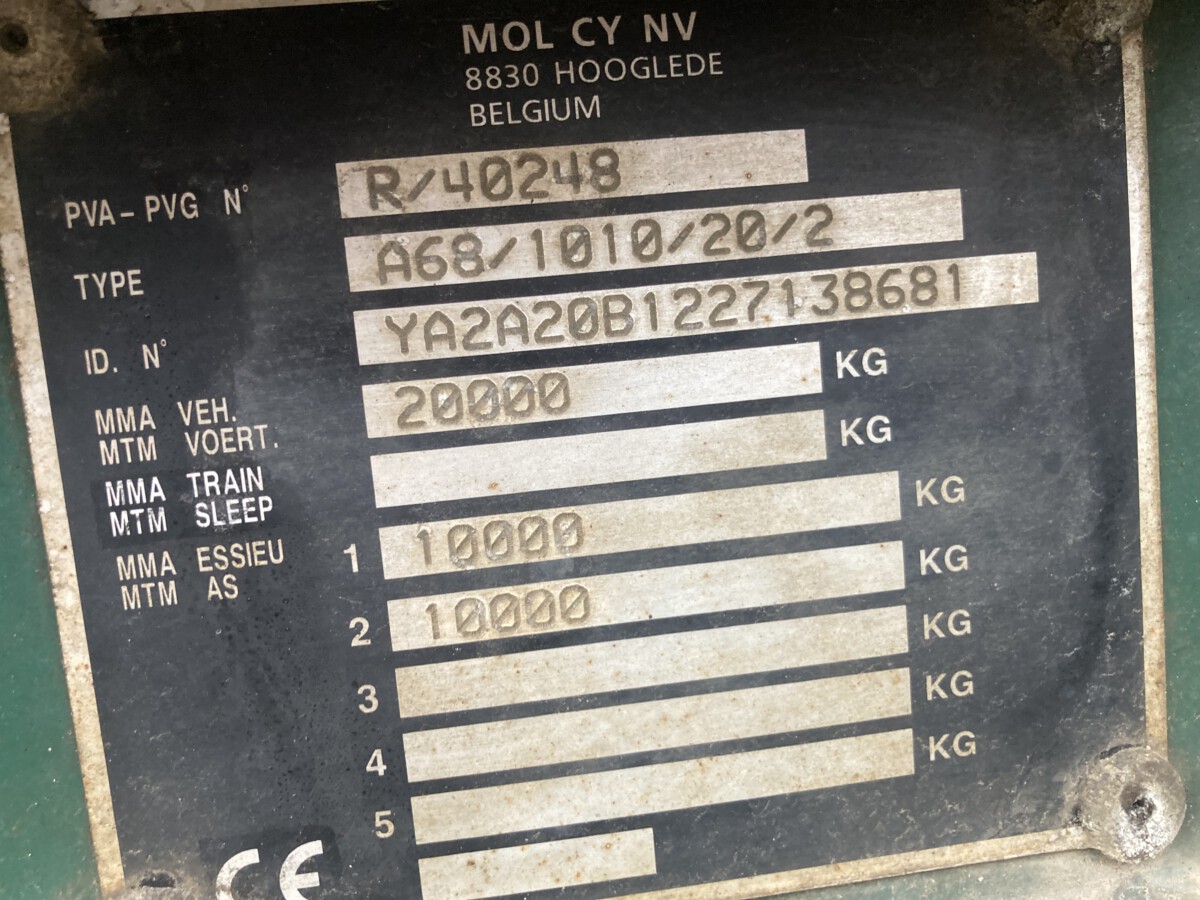 MOL CY NV
8830 HOOGLEDE
BELGIUM
PVA - PVG N° R/40248
TYPE A68/1010/20/2
ID. N° YA2A20B1227138681
MMA VEH. 20000 KG
MTM VOERT.
MMA TRAIN KG
MTM SLEEP
MMA ESSIEU 1 10000 KG
MTM AS 2 10000 KG
3 KG
4 KG
5 KG
CE